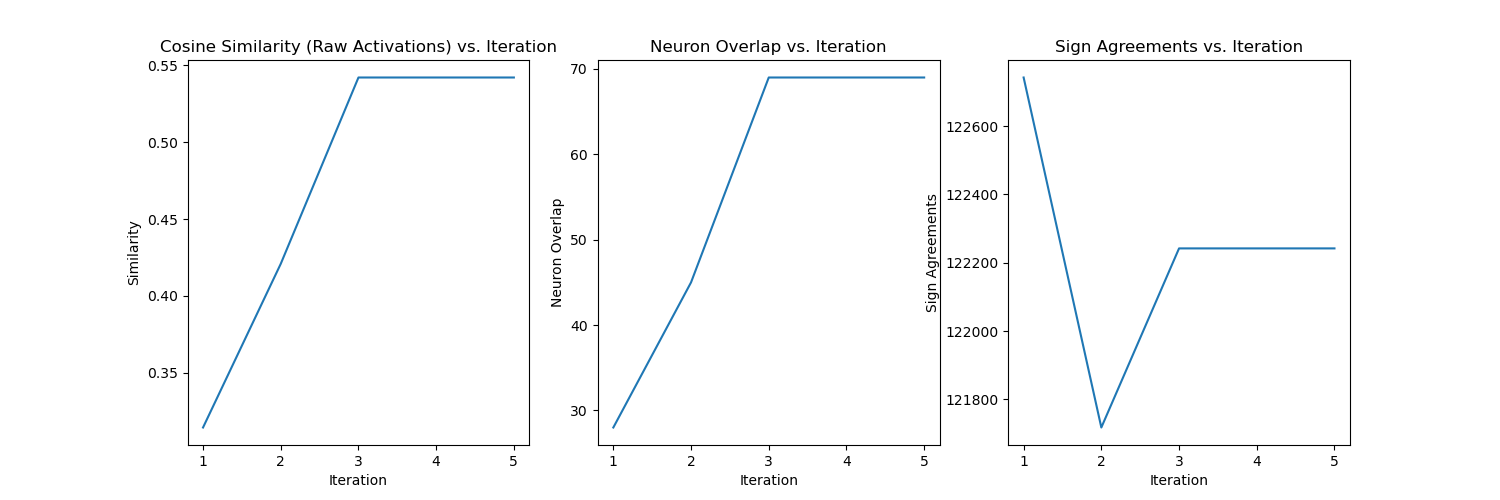 Cosine Similarity (Raw Activations) vs. Iteration
Similarity
0.55
0.50
0.45
0.40
0.35
1 2 3 4 5
Iteration
Neuron Overlap vs. Iteration
Neuron Overlap
70
60
50
40
30
1 2 3 4 5
Iteration
Sign Agreements vs. Iteration
Sign Agreements
122600
122400
122200
122000
121800
1 2 3 4 5
Iteration